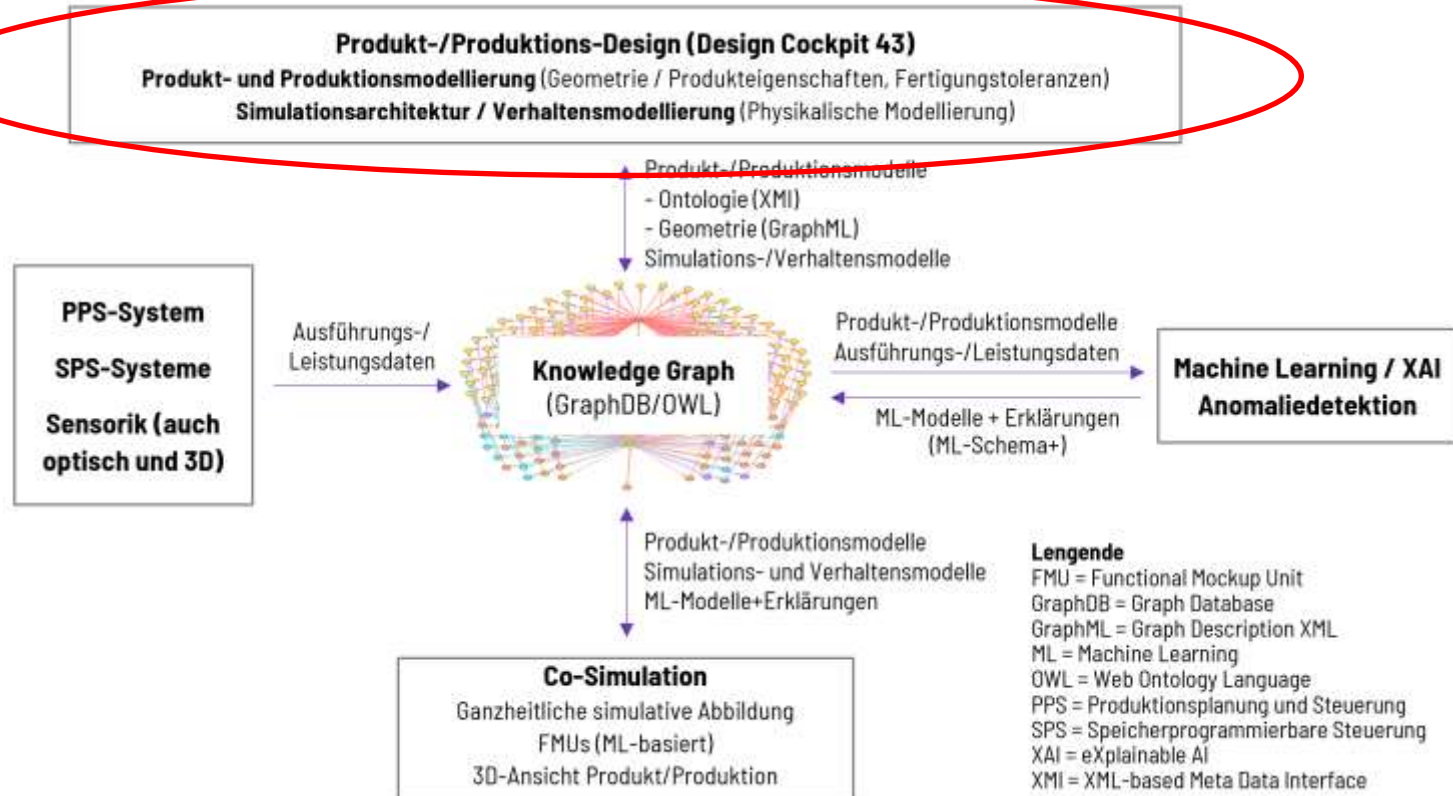 Produkt-/Produktions-Design (Design Cockpit 43)
Produkt- und Produktionsmodellierung (Geometrie / Produkteigenschaften, Fertigungstoleranzen)
Simulationsarchitektur / Verhaltensmodellierung (Physikalische Modellierung)
Produkt-/Produktionsmodelle
- Ontologie (XMI)
- Geometrie (GraphML)
Simulations-/Verhaltensmodelle
PPS-System
SPS-Systeme
Sensorik (auch
optisch und 3D)
Ausführungs-/
Leistungsdaten
Knowledge Graph
(GraphDB/OWL)
Produkt-/Produktionsmodelle
Ausführungs-/Leistungsdaten
ML-Modelle + Erklärungen
(ML-Schema+)
Machine Learning / XAI
Anomaliedetektion
Produkt-/Produktionsmodelle
Simulations- und Verhaltensmodelle
ML-Modelle+Erklärungen
Co-Simulation
Ganzheitliche simulative Abbildung
FMUs (ML-basiert)
3D-Ansicht Produkt/Produktion
Lengende
FMU = Functional Mockup Unit
GraphDB = Graph Database
GraphML = Graph Description XML
ML = Machine Learning
OWL = Web Ontology Language
PPS = Produktionsplanung und Steuerung
SPS = Speicherprogrammierbare Steuerung
XAI = eXplainable AI
XMI = XML-based Meta Data Interface